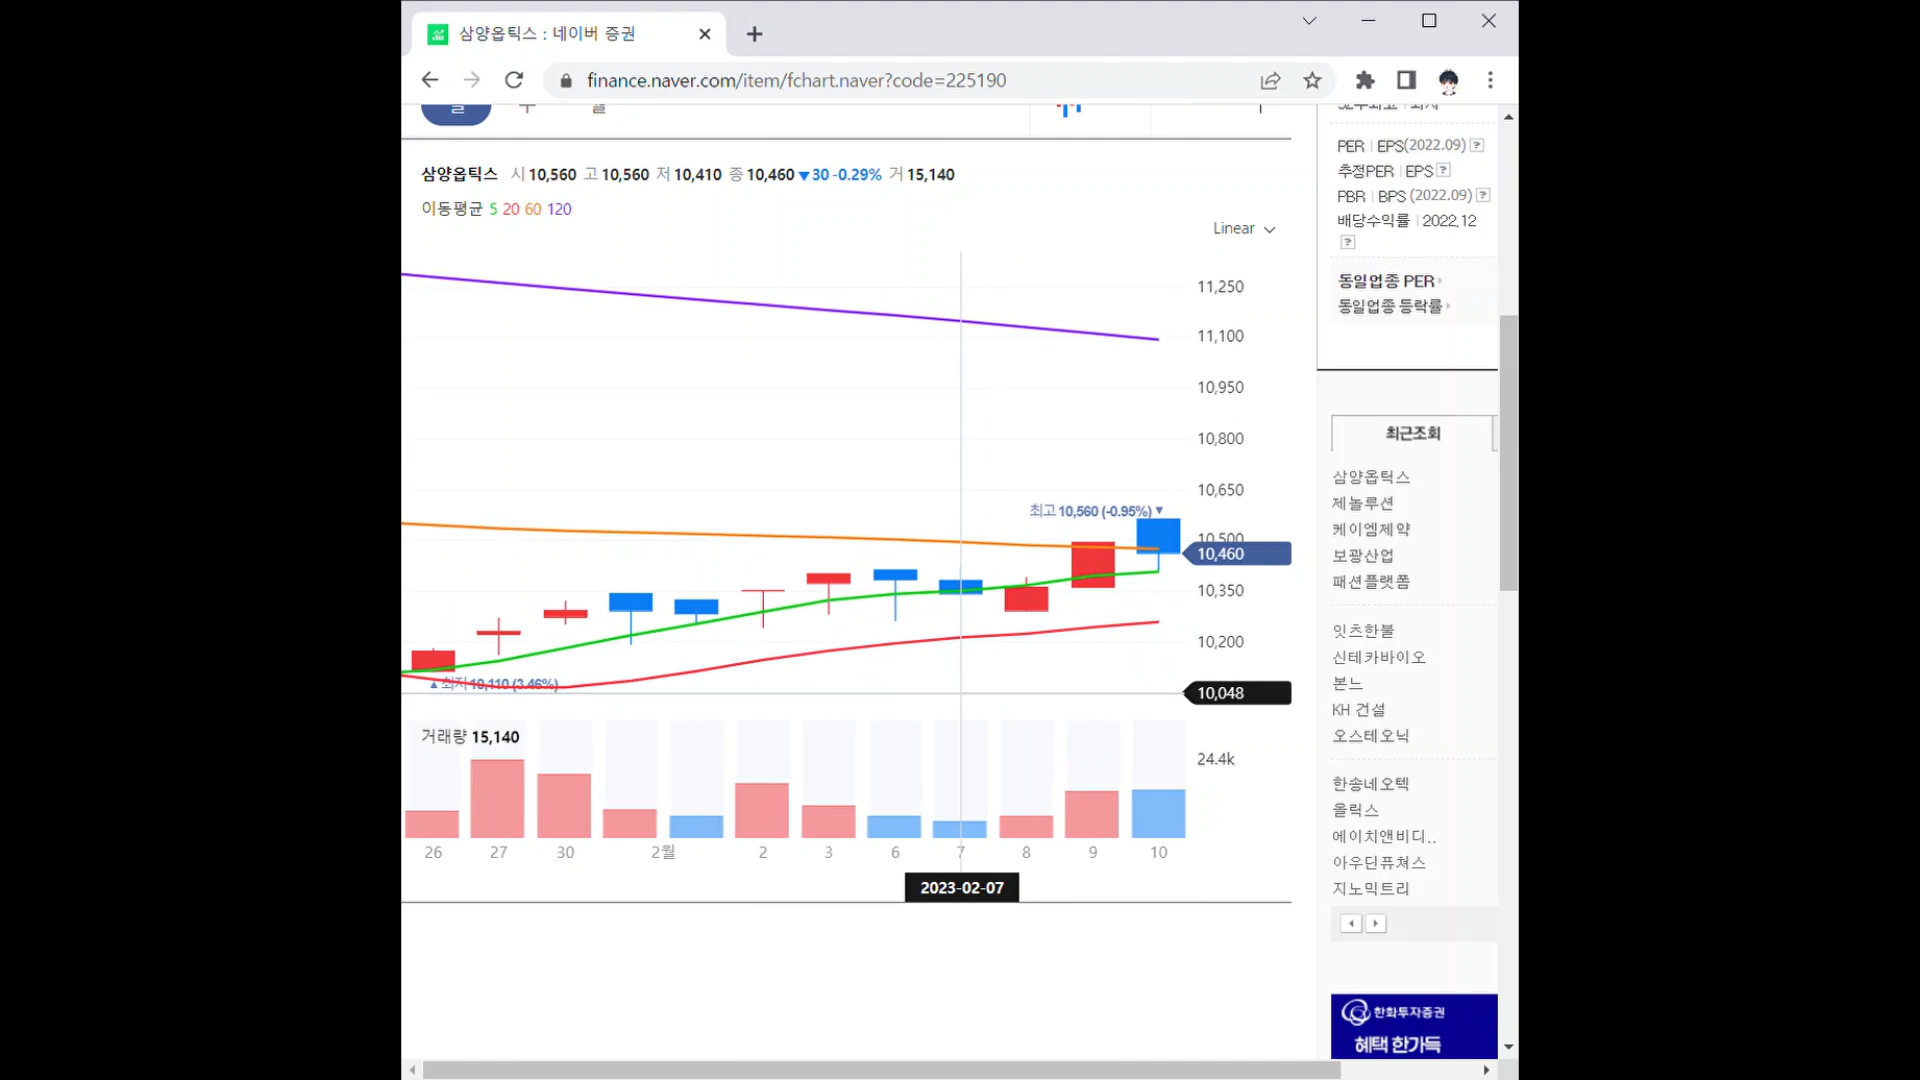 삼양옵틱스 : 네이버 증권
finance.naver.com/item/fchart.naver?code=225190
삼양옵틱스 시 10,560 고 10,560 저 10,410 종 10,460 ▼30 -0.29% 거 15,140
이동평균 5 20 60 120
Linear
11,250
11,100
10,950
10,800
10,650
10,500
10,460
10,350
10,200
10,048
최고 10,560 (-0.95%) ▼
▲ 최저 10,110 (3.46%)
거래량 15,140
24.4k
26 27 30 2월 2 3 6 7 8 9 10
2023-02-07
PER | EPS(2022.09) ?
추정PER | EPS ?
PBR | BPS (2022.09) ?
배당수익률 | 2022.12
?
동일업종 PER
동일업종 등락률
최근조회
삼양옵틱스
제놀루션
케이엠제약
보광산업
패션플랫폼
잇츠한불
신테카바이오
본느
KH 건설
오스테오닉
한송네오텍
올릭스
에이치앤비디..
아우딘퓨쳐스
지노믹트리
한화투자증권
혜택 한가득